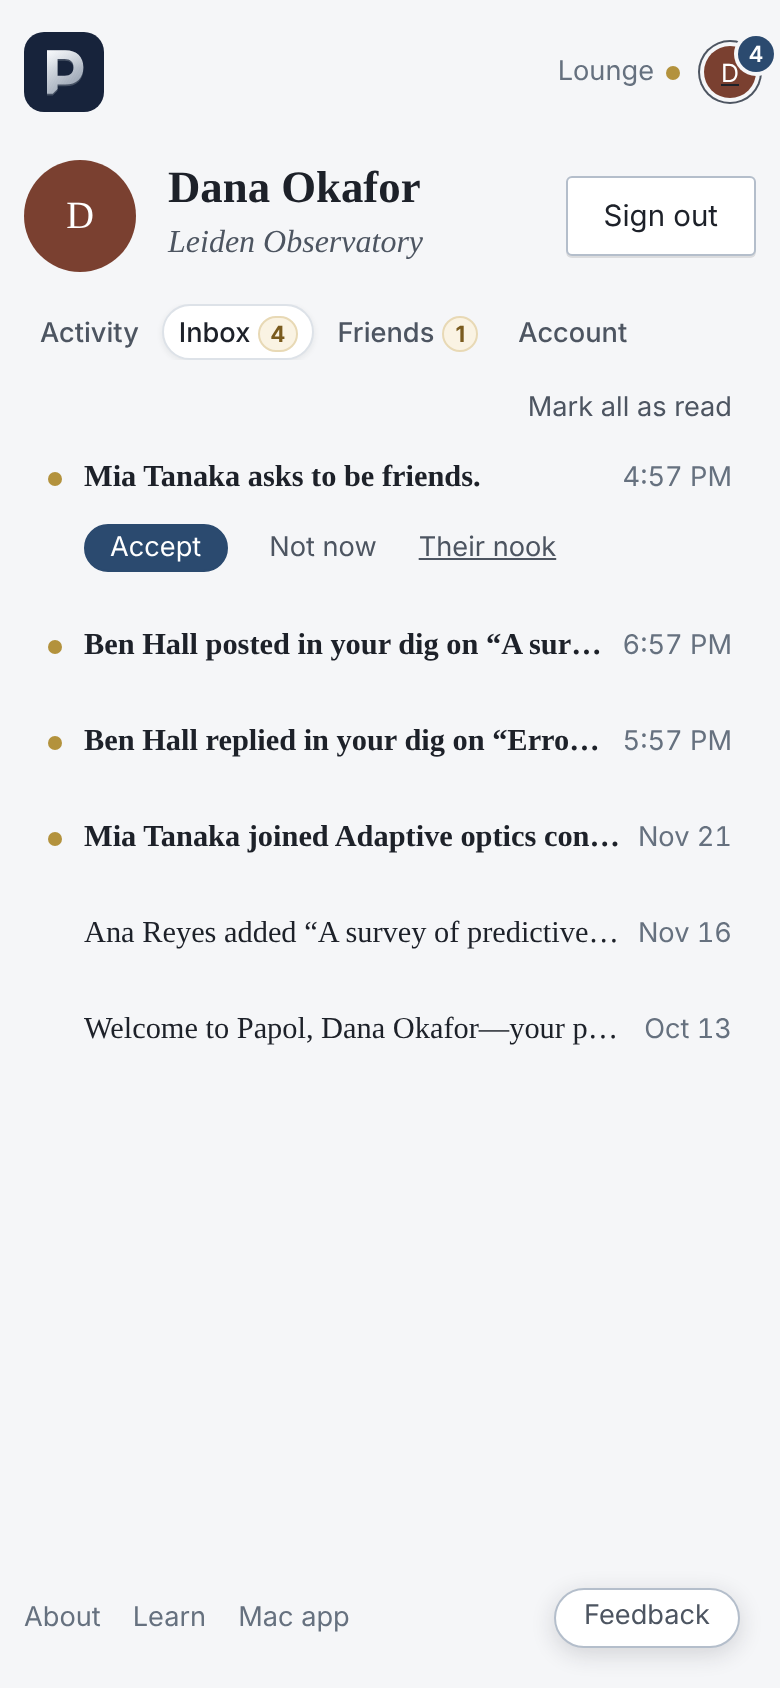 P
Lounge
D
4
D
Dana Okafor
Leiden Observatory
Sign out
Activity Inbox 4 Friends 1 Account
Mark all as read
Mia Tanaka asks to be friends. 4:57 PM
Accept Not now Their nook
Ben Hall posted in your dig on “A sur… 6:57 PM
Ben Hall replied in your dig on “Erro… 5:57 PM
Mia Tanaka joined Adaptive optics con… Nov 21
Ana Reyes added “A survey of predictive… Nov 16
Welcome to Papol, Dana Okafor—your p… Oct 13
About Learn Mac app Feedback